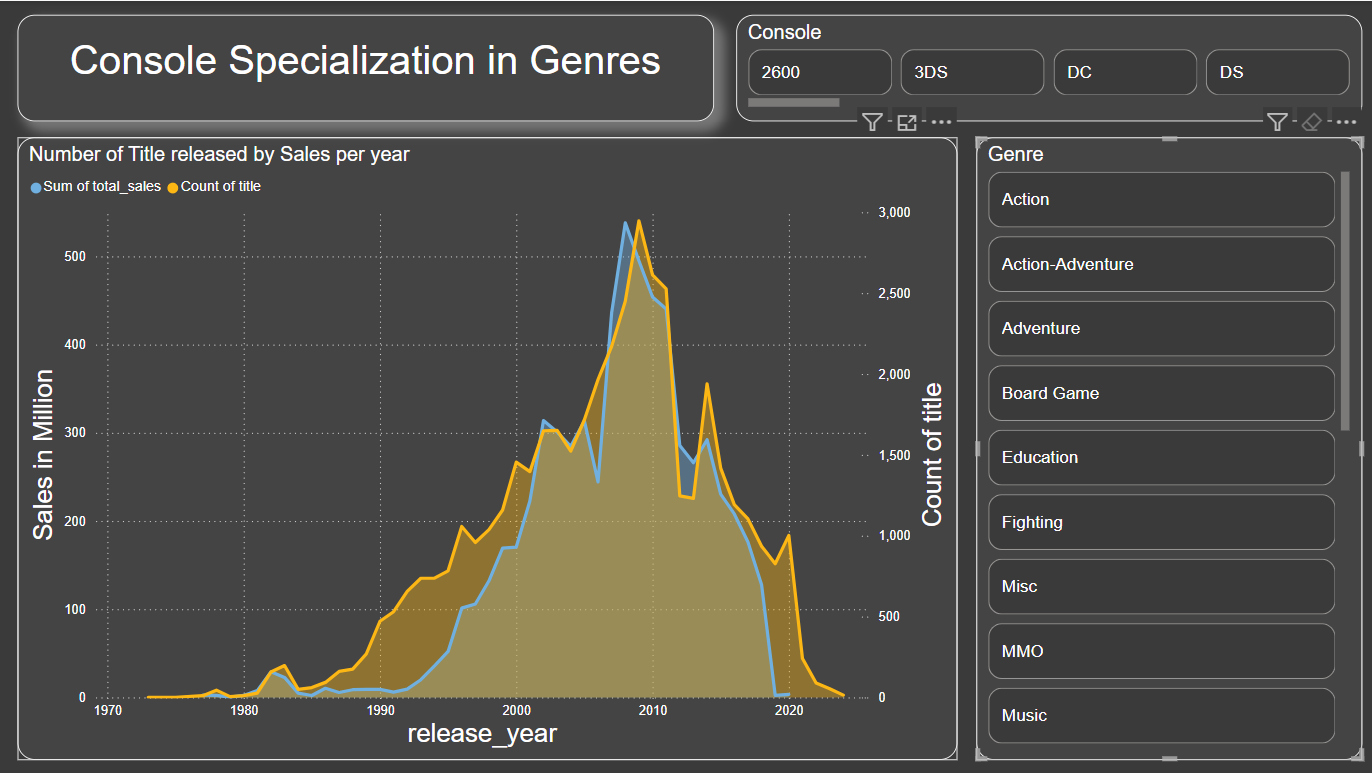 Console Specialization in Genres
Console
2600
3DS
DC
DS
Number of Title released by Sales per year
Sum of total_sales
Count of title
Sales in Million
500
400
300
200
100
0
3,000
2,500
2,000
1,500
1,000
500
0
Count of title
1970
1980
1990
2000
2010
2020
release_year
Genre
Action
Action-Adventure
Adventure
Board Game
Education
Fighting
Misc
MMO
Music